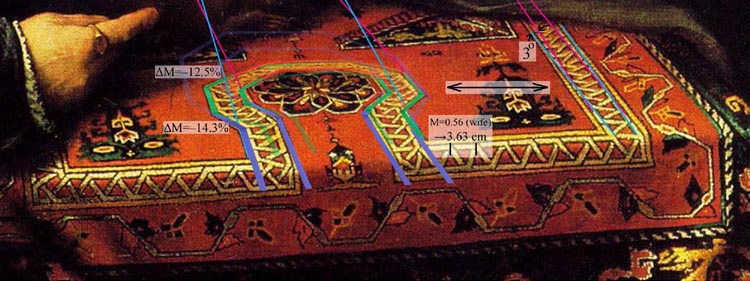 3°
ΔM=–12.5%
ΔM=–14.3%
M=0.56 (wife)
→3.63 cm